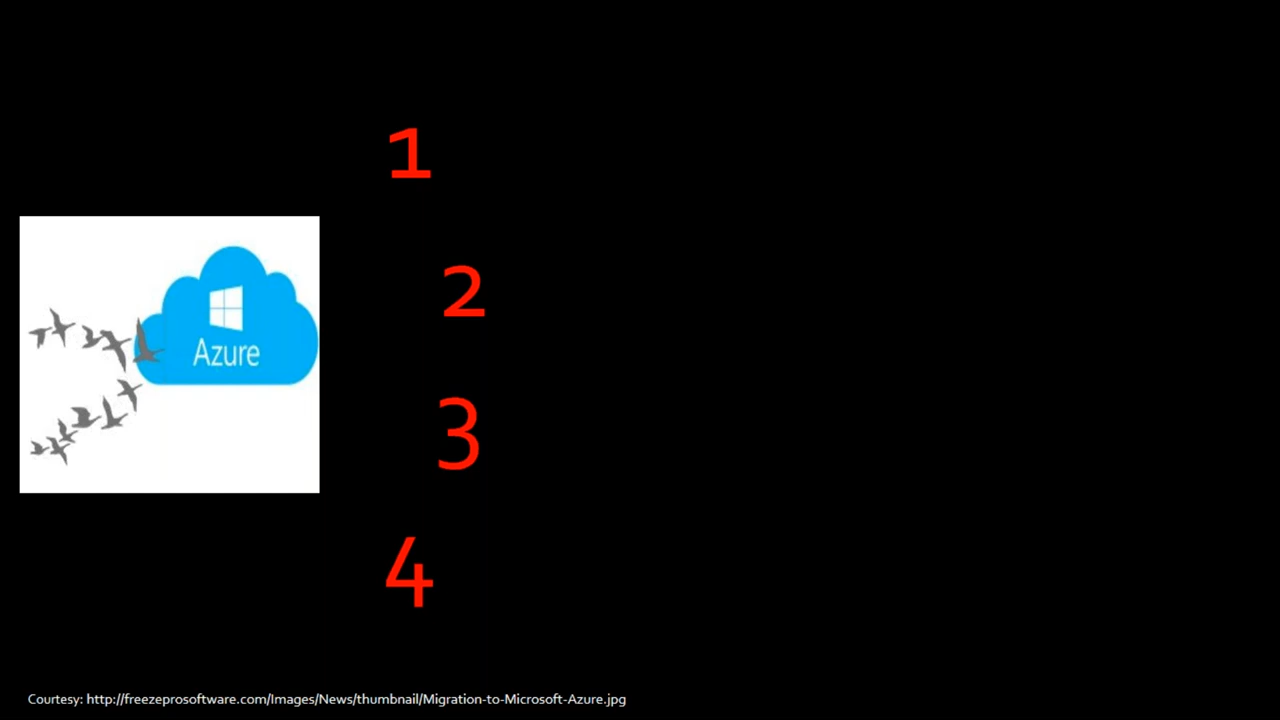 1
2
Azure
3
4
Courtesy: http://freezeprosoftware.com/Images/News/thumbnail/Migration-to-Microsoft-Azure.jpg